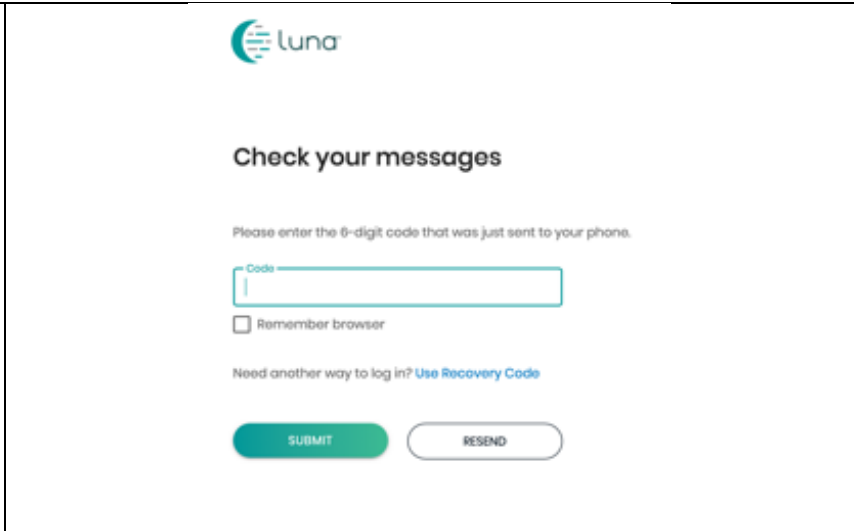 luna
Check your messages
Please enter the 6-digit code that was just sent to your phone.
Code
Remember browser
Need another way to log in? Use Recovery Code
SUBMIT RESEND